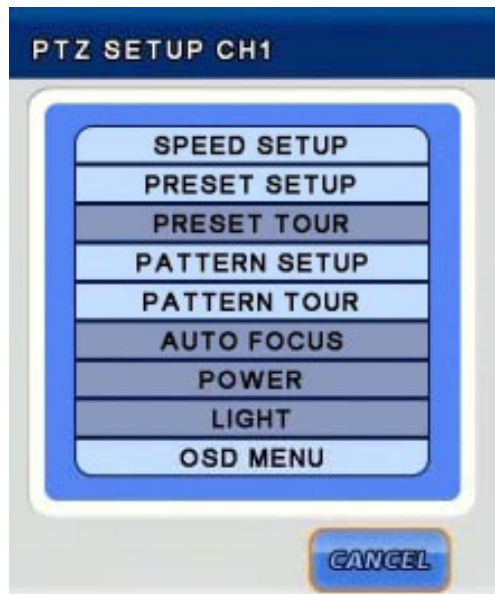 PTZ SETUP CH1
SPEED SETUP
PRESET SETUP
PRESET TOUR
PATTERN SETUP
PATTERN TOUR
AUTO FOCUS
POWER
LIGHT
OSD MENU
CANCEL